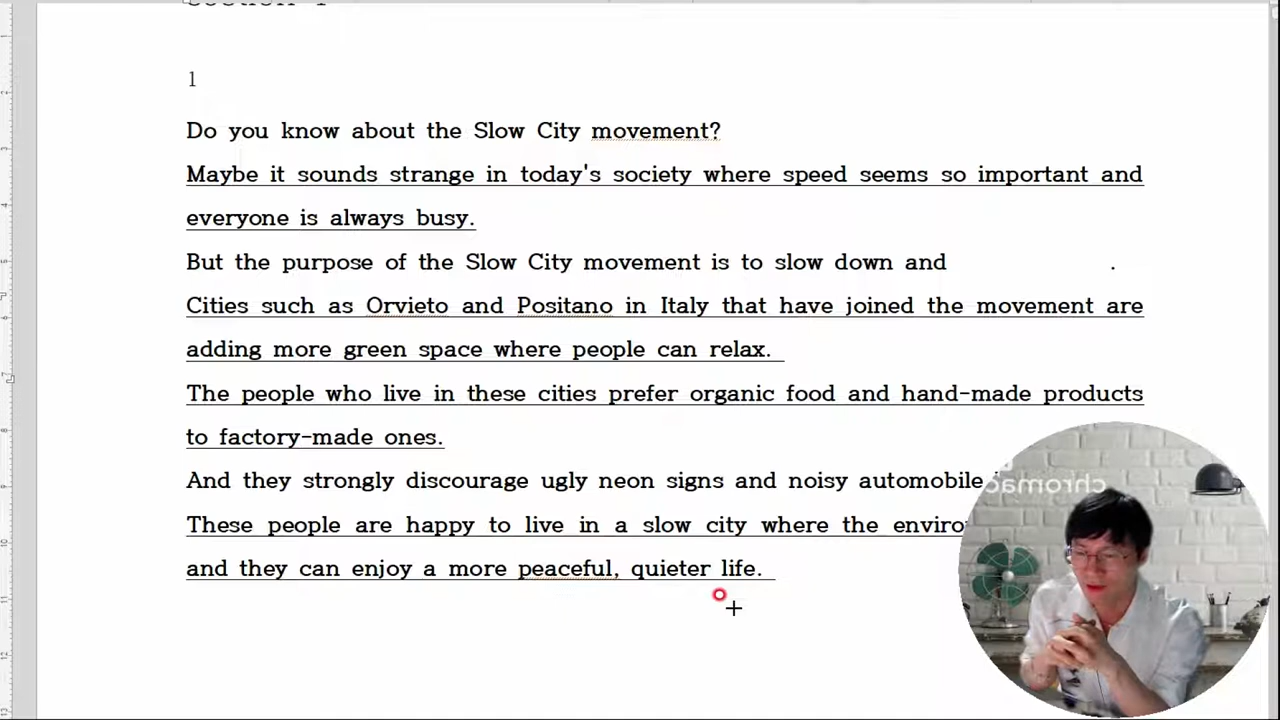 1
Do you know about the Slow City movement?
Maybe it sounds strange in today's society where speed seems so important and
everyone is always busy.
But the purpose of the Slow City movement is to slow down and .
Cities such as Orvieto and Positano in Italy that have joined the movement are
adding more green space where people can relax.
The people who live in these cities prefer organic food and hand-made products
to factory-made ones.
And they strongly discourage ugly neon signs and noisy automobile
These people are happy to live in a slow city where the
and they can enjoy a more peaceful, quieter life.